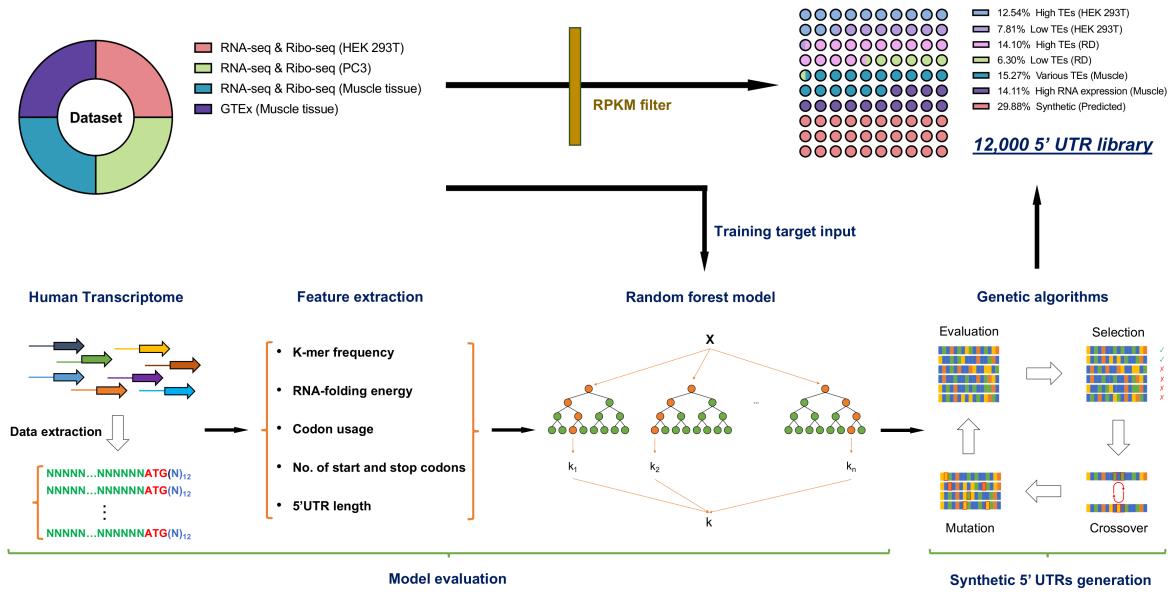 Dataset
RNA-seq & Ribo-seq (HEK 293T)
RNA-seq & Ribo-seq (PC3)
RNA-seq & Ribo-seq (Muscle tissue)
GTEx (Muscle tissue)
RPKM filter
12.54% High TEs (HEK 293T)
7.81% Low TEs (HEK 293T)
14.10% High TEs (RD)
6.30% Low TEs (RD)
15.27% Various TEs (Muscle)
14.11% High RNA expression (Muscle)
29.88% Synthetic (Predicted)
12,000 5' UTR library
Training target input
Human Transcriptome
Data extraction
NNNNN...NNNNNNATG(N)12
NNNNN...NNNNNNATG(N)12
⋮
NNNNN...NNNNNNATG(N)12
Feature extraction
• K-mer frequency
• RNA-folding energy
• Codon usage
• No. of start and stop codons
• 5'UTR length
Random forest model
X
...
k1
k2
kn
k
Genetic algorithms
Evaluation
Selection
✓
✓
✗
✗
✗
✗
Mutation
Crossover
Model evaluation
Synthetic 5' UTRs generation